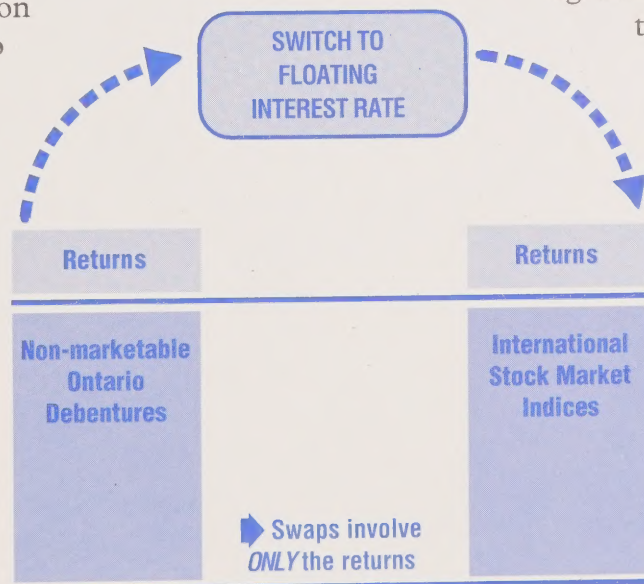 on
SWITCH TO
FLOATING
INTEREST RATE
Returns
Returns
Non-marketable
Ontario
Debentures
International
Stock Market
Indices
Swaps involve
ONLY the returns